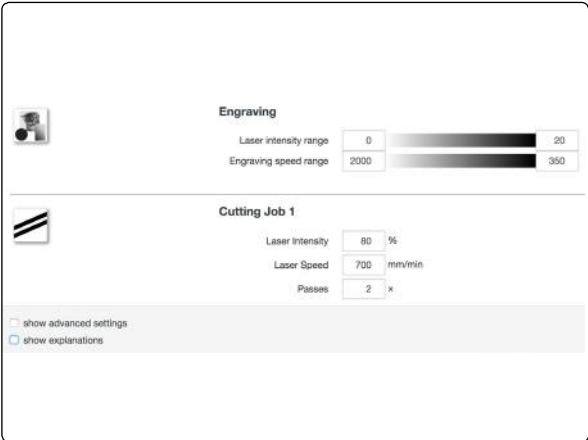 Engraving
Laser intensity range 0 20
Engraving speed range 2000 350
Cutting Job 1
Laser Intensity 80 %
Laser Speed 700 mm/min
Passes 2 x
show advanced settings
show explanations